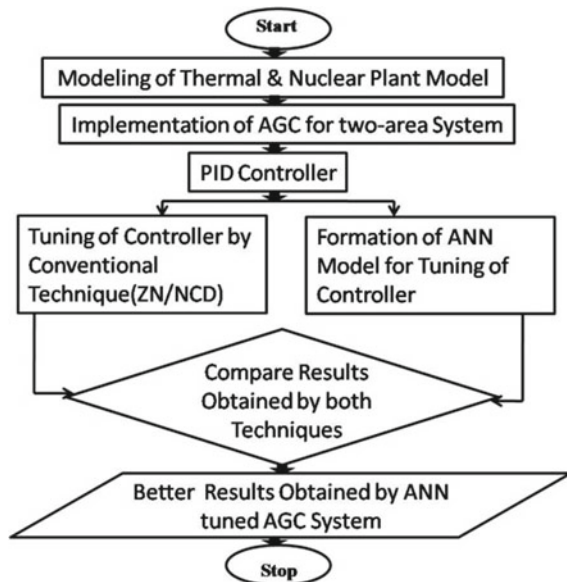 Start
Modeling of Thermal & Nuclear Plant Model
Implementation of AGC for two-area System
PID Controller
Tuning of Controller by
Conventional
Technique(ZN/NCD)
Formation of ANN
Model for Tuning of
Controller
Compare Results
Obtained by both
Techniques
Better Results Obtained by ANN
tuned AGC System
Stop